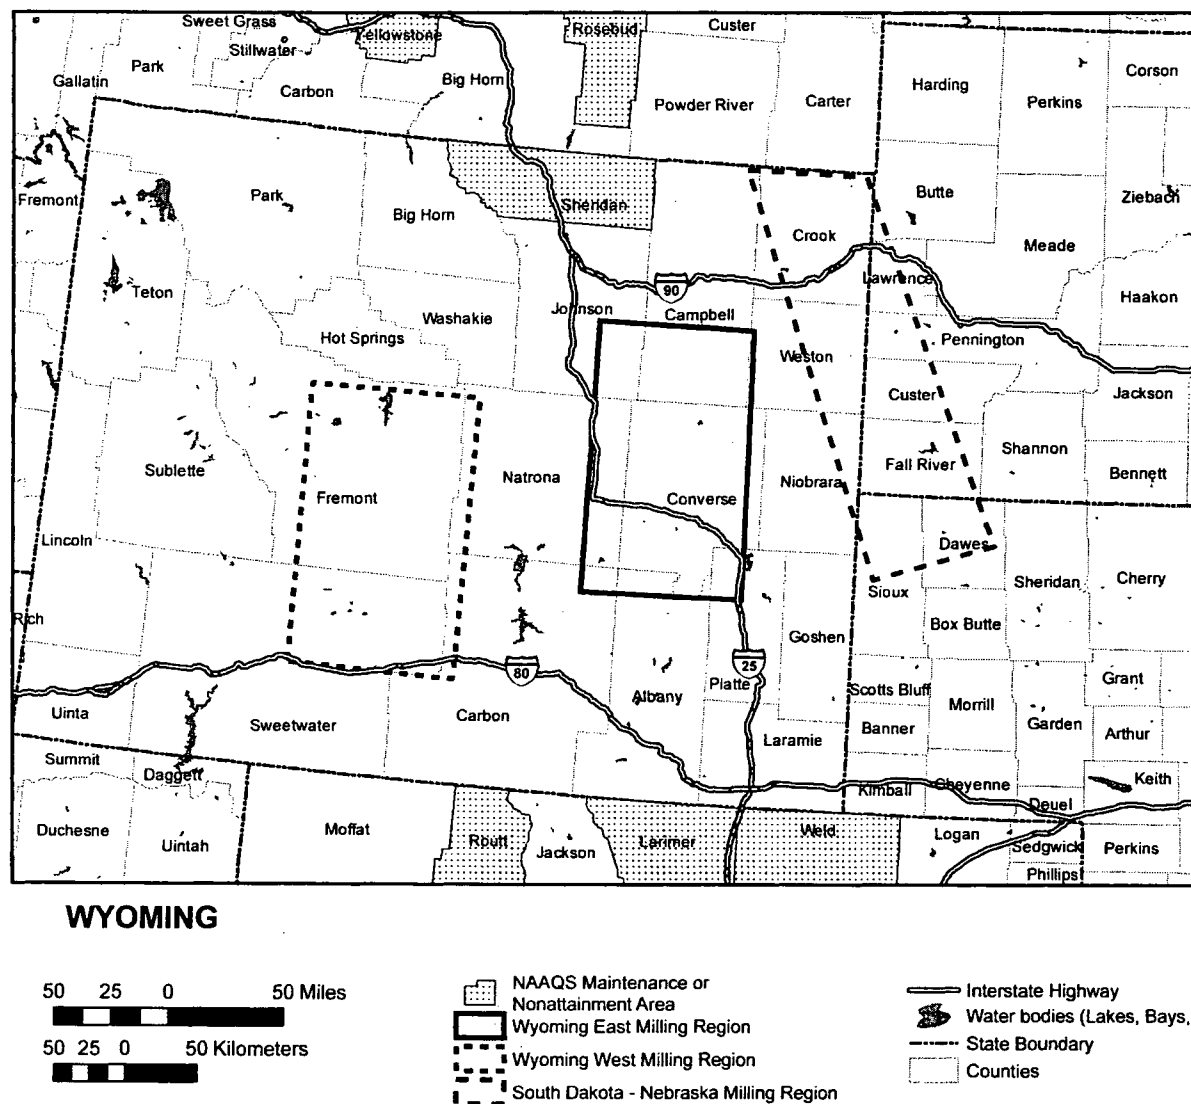 Sweet Grass Yellowstone Rosebud Custer
Stillwater
Park Big Horn Harding Corson
Gallatin Carbon Powder River Carter Perkins
Fremont Park Big Horn Sheridan Crook Butte Ziebach
Meade
Teton Lawrence Haakon
90
Washakie Johnson Campbell
Hot Springs Weston Pennington
Custer Jackson
Sublette Fremont Natrona Converse Niobrara Fall River Shannon Bennett
Lincoln Dawes
Sioux Sheridan Cherry
Rich Goshen Box Butte
80 25
Albany Platte Scotts Bluff Morrill Grant
Uinta Sweetwater Carbon Laramie Banner Garden Arthur
Summit Daggett Kimball Cheyenne Deuel Keith
Duchesne Uintah Moffat Routt Jackson Larimer Weld Logan Sedgwick Perkins
Phillips
WYOMING
50 25 0 50 Miles
50 25 0 50 Kilometers
NAAQS Maintenance or
Nonattainment Area
Wyoming East Milling Region
Wyoming West Milling Region
South Dakota - Nebraska Milling Region
Interstate Highway
Water bodies (Lakes, Bays,
State Boundary
Counties